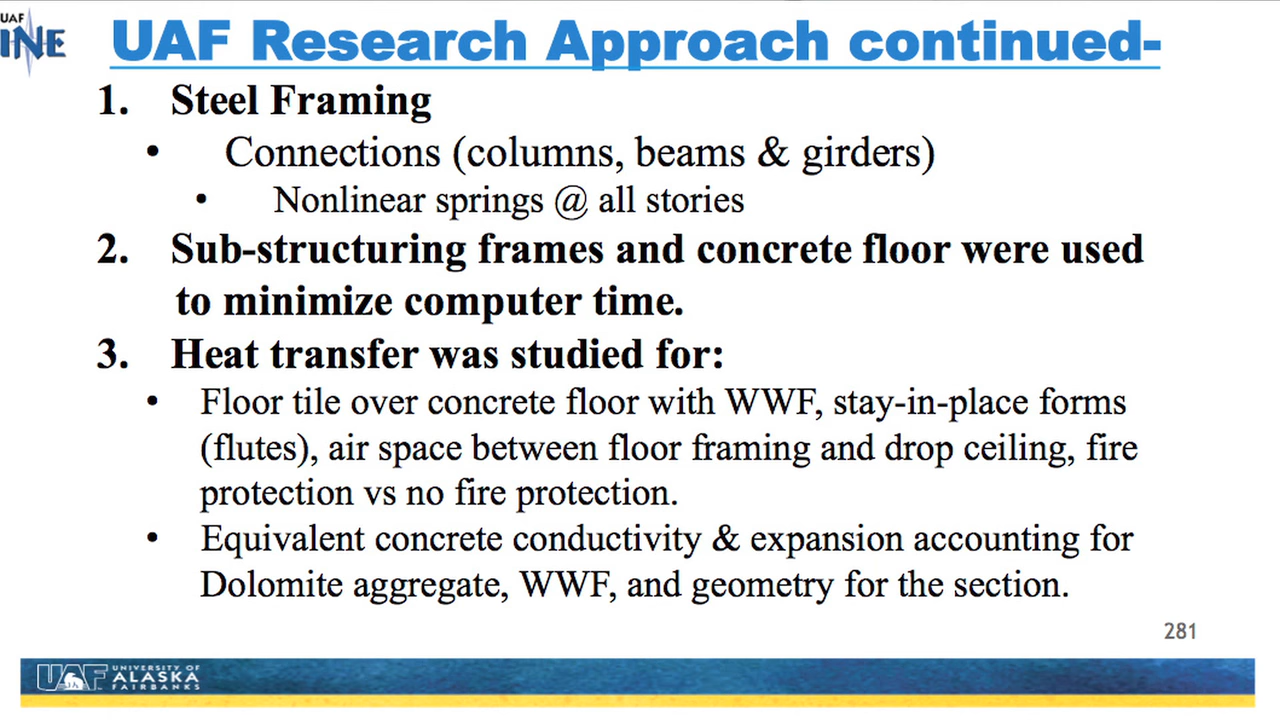 UAF
INE
UAF Research Approach continued-
1. Steel Framing
• Connections (columns, beams & girders)
• Nonlinear springs @ all stories
2. Sub-structuring frames and concrete floor were used
to minimize computer time.
3. Heat transfer was studied for:
• Floor tile over concrete floor with WWF, stay-in-place forms
(flutes), air space between floor framing and drop ceiling, fire
protection vs no fire protection.
• Equivalent concrete conductivity & expansion accounting for
Dolomite aggregate, WWF, and geometry for the section.
281
UAF UNIVERSITY OF
ALASKA
FAIRBANKS